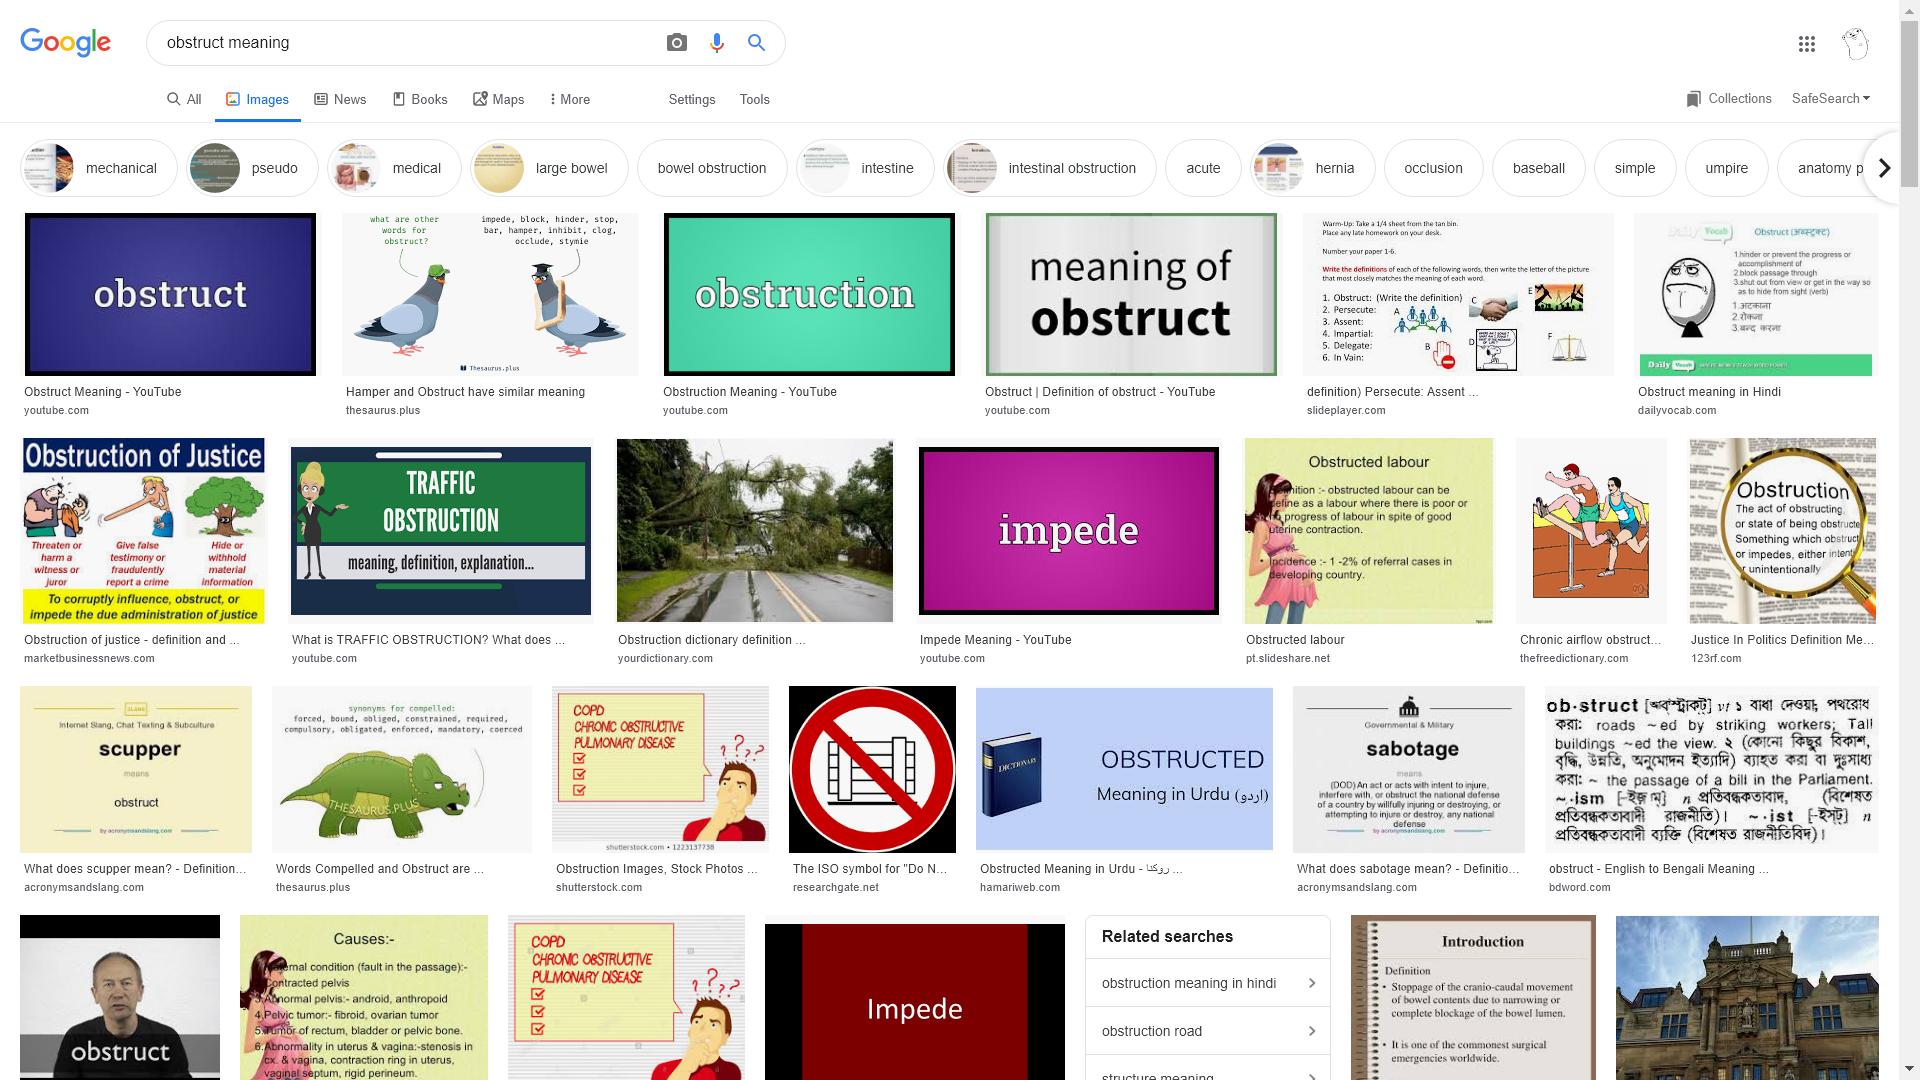 Google
obstruct meaning
All
Images
News
Books
Maps
More
Settings
Tools
Collections
SafeSearch
mechanical
pseudo
medical
large bowel
bowel obstruction
intestine
intestinal obstruction
acute
hernia
occlusion
baseball
simple
umpire
anatomy p
obstruct
Obstruct Meaning - YouTube
youtube.com
what are other
words for
obstruct?
impede, block, hinder, stop,
bar, hamper, inhibit, clog,
occlude, stymie
Thesaurus.plus
Hamper and Obstruct have similar meaning
thesaurus.plus
obstruction
Obstruction Meaning - YouTube
youtube.com
meaning of
obstruct
Obstruct | Definition of obstruct - YouTube
youtube.com
Warm-Up: Take a 1/4 sheet from the tan bin.
Place any late homework on your desk.
Number your paper 1-6.
Write the definitions of each of the following words, then write the letter of the picture
that most closely matches the meaning of each word.
1. Obstruct: (Write the definition)
2. Persecute:
3. Assent:
4. Impartial:
5. Delegate:
6. In Vain:
A
B
C
D
E
F
definition) Persecute: Assent ...
slideplayer.com
Daily Vocab
Obstruct (अब्स्ट्रक्ट)
1.hinder or prevent the progress or
accomplishment of
2.block passage through
3.shut out from view or get in the way so
as to hide from sight (verb)
1.अटकाना
2.रोकना
3.बन्द करना
Daily Vocab
Obstruct meaning in Hindi
dailyvocab.com
Obstruction of Justice
Threaten or
harm a
witness or
juror
Give false
testimony or
fraudulently
report a crime
Hide or
withhold
material
information
To corruptly influence, obstruct, or
impede the due administration of justice
Obstruction of justice - definition and ...
marketbusinessnews.com
TRAFFIC
OBSTRUCTION
meaning, definition, explanation...
What is TRAFFIC OBSTRUCTION? What does ...
youtube.com
Obstruction dictionary definition ...
yourdictionary.com
impede
Impede Meaning - YouTube
youtube.com
Obstructed labour
Definition :- obstructed labour can be
define as a labour where there is poor or
no progress of labour in spite of good
uterine contraction.
Incidence :- 1 -2% of referral cases in
developing country.
Obstructed labour
pt.slideshare.net
Chronic airflow obstruct...
thefreedictionary.com
Obstruction
The act of obstructing,
or state of being obstructe
Something which obstruct
or impedes, either intent
r unintentionally
Justice In Politics Definition Me...
123rf.com
SLANG
Internet Slang, Chat Texting & Subculture
scupper
means
obstruct
by acronymsandslang.com
What does scupper mean? - Definition...
acronymsandslang.com
synonyms for compelled:
forced, bound, obliged, constrained, required,
compulsory, obligated, enforced, mandatory, coerced
THESAURUS.PLUS
Words Compelled and Obstruct are ...
thesaurus.plus
COPD
CHRONIC OBSTRUCTIVE
PULMONARY DISEASE
? ? ? ?
shutterstock.com • 1223137738
Obstruction Images, Stock Photos ...
shutterstock.com
The ISO symbol for "Do N...
researchgate.net
DICTIONARY
OBSTRUCTED
Meaning in Urdu (اردو)
Obstructed Meaning in Urdu - روکنا ...
hamariweb.com
Governmental & Military
sabotage
means
(DOD) An act or acts with intent to injure,
interfere with, or obstruct the national defense
of a country by willfully injuring or destroying, or
attempting to injure or destroy, any national
defense
by acronymsandslang.com
What does sabotage mean? - Definitio...
acronymsandslang.com
ob·struct [অব্‌স্ট্রাক্‌ট্] vt ১ বাধা দেওয়া, পথরোধ
করা: roads ~ed by striking workers; Tall
buildings ~ed the view. ২ (কোনো কিছুর বিকাশ,
বৃদ্ধি, উন্নতি, অনুমোদন ইত্যাদি) ব্যাহত করা বা দুঃসাধ্য
করা: ~ the passage of a bill in the Parliament.
~·ism [-ইজ়ম্] n প্রতিবন্ধকতাবাদ, (বিশেষত
প্রতিবন্ধকতাবাদী রাজনীতি)। ~·ist [-ইস্ট্] n
প্রতিবন্ধকতাবাদী ব্যক্তি (বিশেষত রাজনীতিবিদ)।
obstruct - English to Bengali Meaning ...
bdword.com
obstruct
Causes:-
Maternal condition (fault in the passage):-
Contracted pelvis
3.Abnormal pelvis:- android, anthropoid
4.Pelvic tumor:- fibroid, ovarian tumor
5.Tumor of rectum, bladder or pelvic bone.
6.Abnormality in uterus & vagina:-stenosis in
cx. & vagina, contraction ring in uterus,
vaginal septum, rigid perineum.
COPD
CHRONIC OBSTRUCTIVE
PULMONARY DISEASE
? ? ? ?
Impede
Related searches
obstruction meaning in hindi
obstruction road
structure meaning
Introduction
Definition
• Stoppage of the cranio-caudal movement
of bowel contents due to narrowing or
complete blockage of the bowel lumen.
• It is one of the commonest surgical
emergencies worldwide.